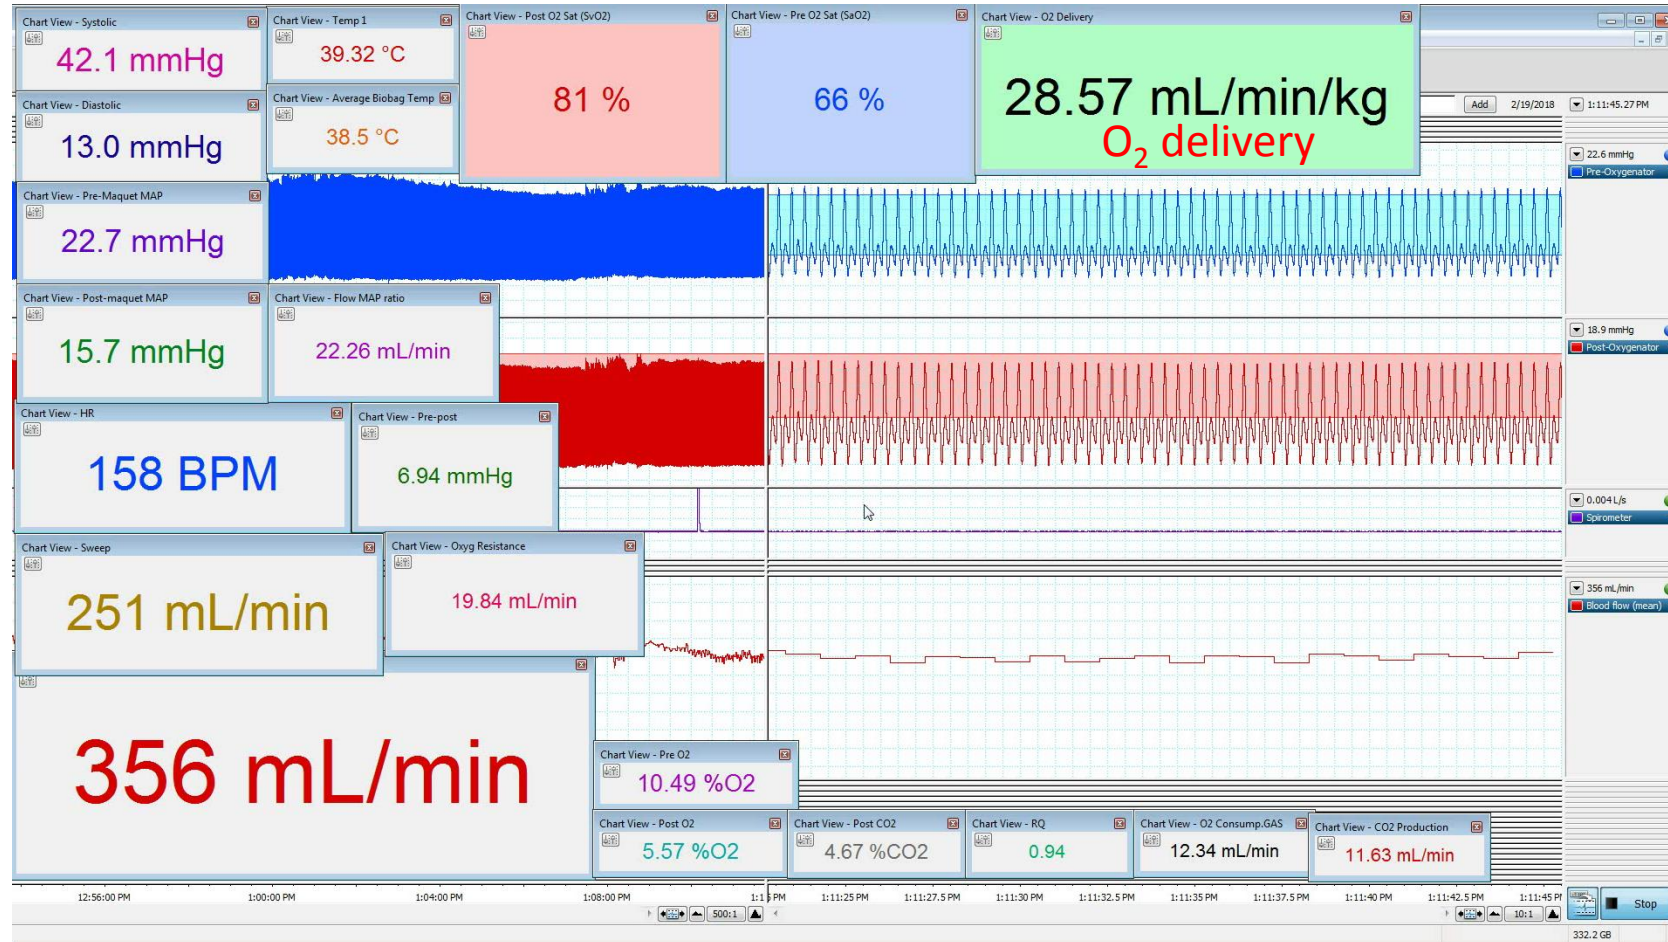 Chart View - Systolic
42.1 mmHg
Chart View - Temp 1
39.32 °C
Chart View - Post O2 Sat (SvO2)
81 %
Chart View - Pre O2 Sat (SaO2)
66 %
Chart View - O2 Delivery
28.57 mL/min/kg
O₂ delivery
Add
2/19/2018
1:11:45.27 PM
Chart View - Diastolic
13.0 mmHg
Chart View - Average Biobag Temp
38.5 °C
22.6 mmHg
Pre-Oxygenator
Chart View - Pre-Maquet MAP
22.7 mmHg
Chart View - Post-maquet MAP
15.7 mmHg
Chart View - Flow MAP ratio
22.26 mL/min
18.9 mmHg
Post-Oxygenator
Chart View - HR
158 BPM
Chart View - Pre-post
6.94 mmHg
0.004 L/s
Spirometer
Chart View - Sweep
251 mL/min
Chart View - Oxyg Resistance
19.84 mL/min
356 mL/min
Blood flow (mean)
356 mL/min
Chart View - Pre O2
10.49 %O2
Chart View - Post O2
5.57 %O2
Chart View - Post CO2
4.67 %CO2
Chart View - RQ
0.94
Chart View - O2 Consump.GAS
12.34 mL/min
Chart View - CO2 Production
11.63 mL/min
12:56:00 PM
1:00:00 PM
1:04:00 PM
1:08:00 PM
1:11:25 PM
1:11:27.5 PM
1:11:30 PM
1:11:32.5 PM
1:11:35 PM
1:11:37.5 PM
1:11:40 PM
1:11:42.5 PM
1:11:45 P
500:1
10:1
Stop
332.2 GB